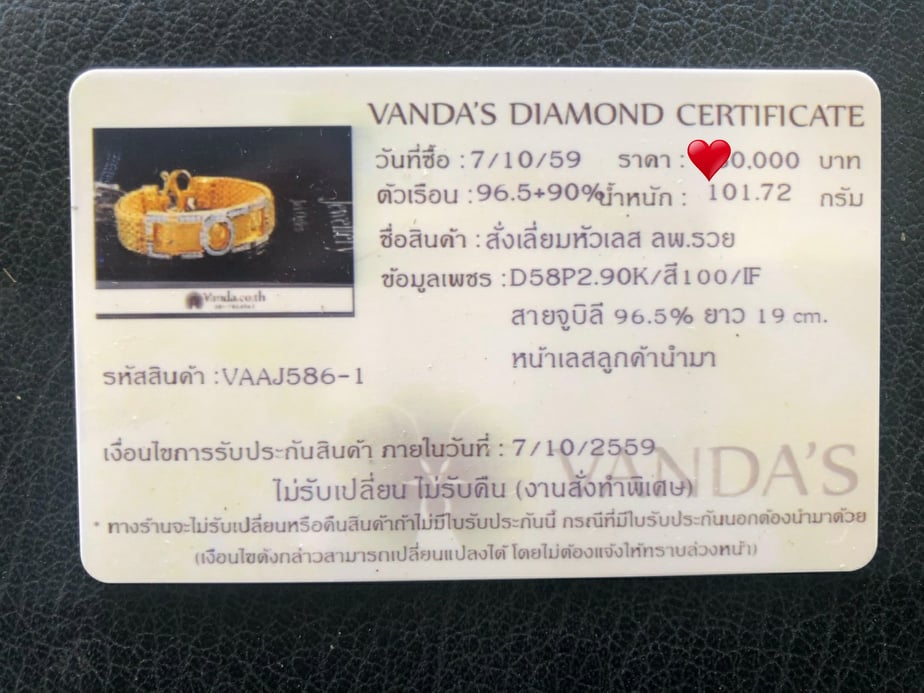 VANDA'S DIAMOND CERTIFICATE
วันที่ซื้อ : 7/10/59 ราคา : 0,000 บาท
ตัวเรือน : 96.5+90% น้ำหนัก : 101.72 กรัม
ชื่อสินค้า : สั่งเลี่ยมหัวเลส ลพ.รวย
ข้อมูลเพชร : D58P2.90K/สี100/IF
สายจูบิลี 96.5% ยาว 19 cm.
หน้าเลสลูกค้านำมา
Vanda.co.th
รหัสสินค้า : VAAJ586-1
เงื่อนไขการรับประกันสินค้า ภายในวันที่ : 7/10/2559
VANDA'S
ไม่รับเปลี่ยน ไม่รับคืน (งานสั่งทำพิเศษ)
* ทางร้านจะไม่รับเปลี่ยนหรือคืนสินค้าถ้าไม่มีใบรับประกันนี้ กรณีที่มีใบรับประกันนอกต้องนำมาด้วย
(เงื่อนไขดังกล่าวสามารถเปลี่ยนแปลงได้ โดยไม่ต้องแจ้งให้ทราบล่วงหน้า)